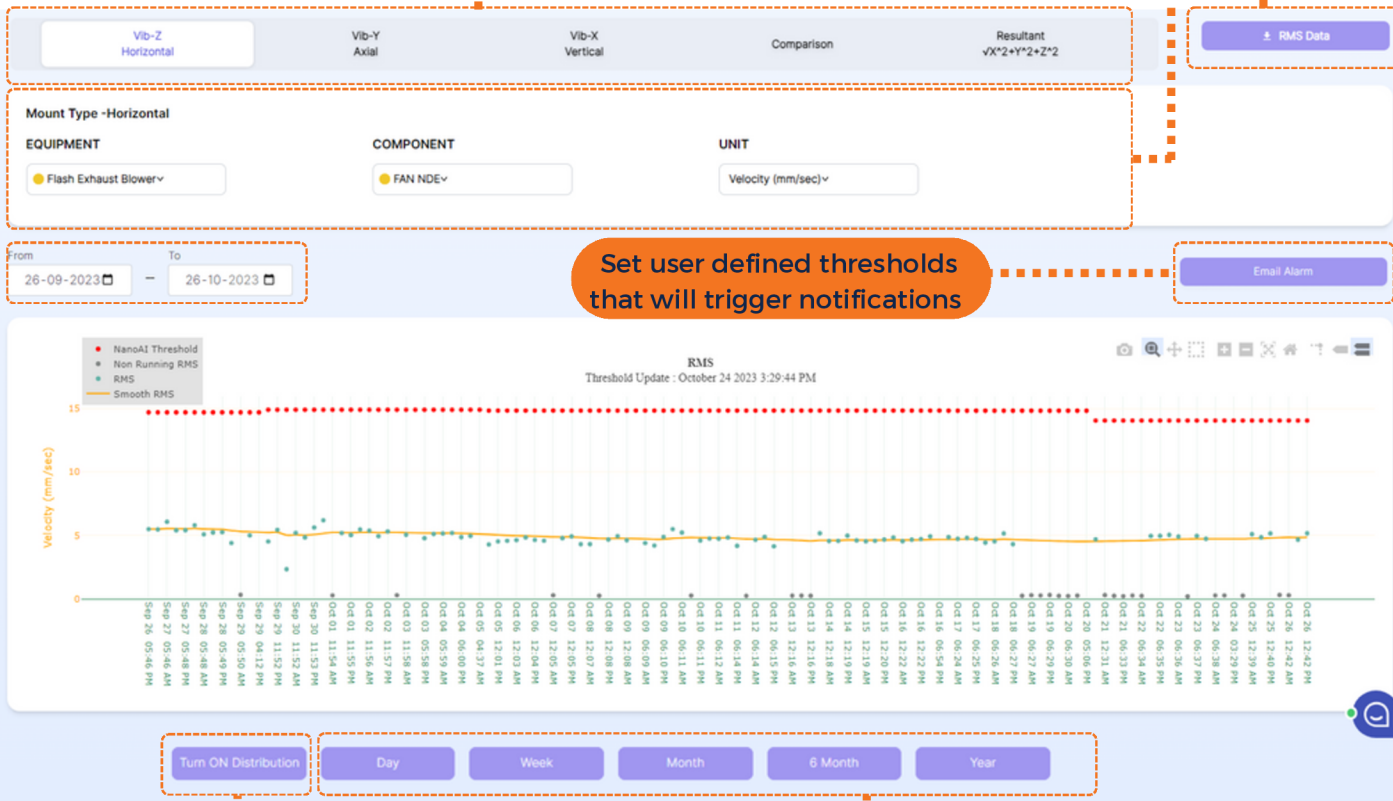 Vib-Z
Horizontal
Vib-Y
Axial
Vib-X
Vertical
Comparison
Resultant
√X^2+Y^2+Z^2
RMS Data
Mount Type -Horizontal
EQUIPMENT
COMPONENT
UNIT
Flash Exhaust Blower
FAN NDE
Velocity (mm/sec)
From
To
26-09-2023
–
26-10-2023
Set user defined thresholds
that will trigger notifications
Email Alarm
NanoAI Threshold
Non Running RMS
RMS
Smooth RMS
RMS
Threshold Update : October 24 2023 3:29:44 PM
Velocity (mm/sec)
15
10
5
0
Sep 26 05:46 PM
Sep 27 05:46 AM
Sep 27 05:48 PM
Sep 28 05:48 AM
Sep 28 05:49 PM
Sep 29 05:50 AM
Sep 29 04:12 PM
Sep 29 11:52 PM
Sep 30 11:52 AM
Sep 30 11:53 PM
Oct 01 11:54 AM
Oct 01 11:55 PM
Oct 02 11:56 AM
Oct 02 11:57 PM
Oct 03 11:58 AM
Oct 03 05:58 PM
Oct 04 05:59 AM
Oct 04 06:00 PM
Oct 05 04:37 AM
Oct 05 12:01 PM
Oct 06 12:03 AM
Oct 06 12:04 PM
Oct 07 12:05 AM
Oct 07 12:05 PM
Oct 08 12:07 AM
Oct 08 12:08 PM
Oct 09 12:08 AM
Oct 09 06:09 AM
Oct 09 06:10 PM
Oct 10 06:11 AM
Oct 10 06:11 PM
Oct 11 06:12 AM
Oct 11 06:14 PM
Oct 12 06:14 AM
Oct 12 06:15 PM
Oct 13 12:16 AM
Oct 13 12:16 PM
Oct 14 12:18 AM
Oct 14 12:19 PM
Oct 15 12:19 AM
Oct 15 12:20 PM
Oct 16 12:22 AM
Oct 16 12:22 PM
Oct 16 06:54 PM
Oct 17 06:24 AM
Oct 17 06:25 PM
Oct 18 06:26 AM
Oct 18 06:27 PM
Oct 19 06:27 AM
Oct 19 06:29 PM
Oct 20 06:30 AM
Oct 20 05:06 PM
Oct 21 12:31 AM
Oct 21 06:33 PM
Oct 22 06:34 AM
Oct 22 06:35 PM
Oct 23 06:36 AM
Oct 23 06:37 PM
Oct 24 06:38 AM
Oct 24 03:29 PM
Oct 25 12:39 AM
Oct 25 12:40 PM
Oct 26 12:42 AM
Oct 26 12:42 PM
Turn ON Distribution
Day
Week
Month
6 Month
Year